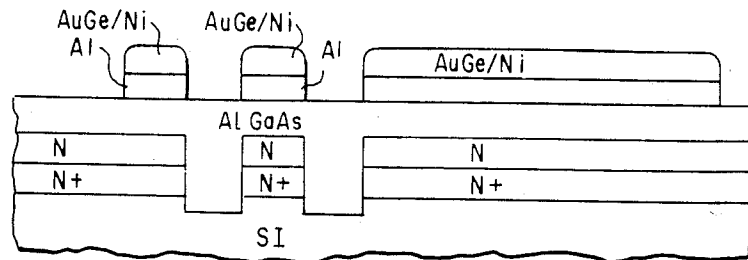 AuGe/Ni AuGe/Ni
Al Al AuGe/Ni
Al GaAs
N N N
N+ N+ N+
SI